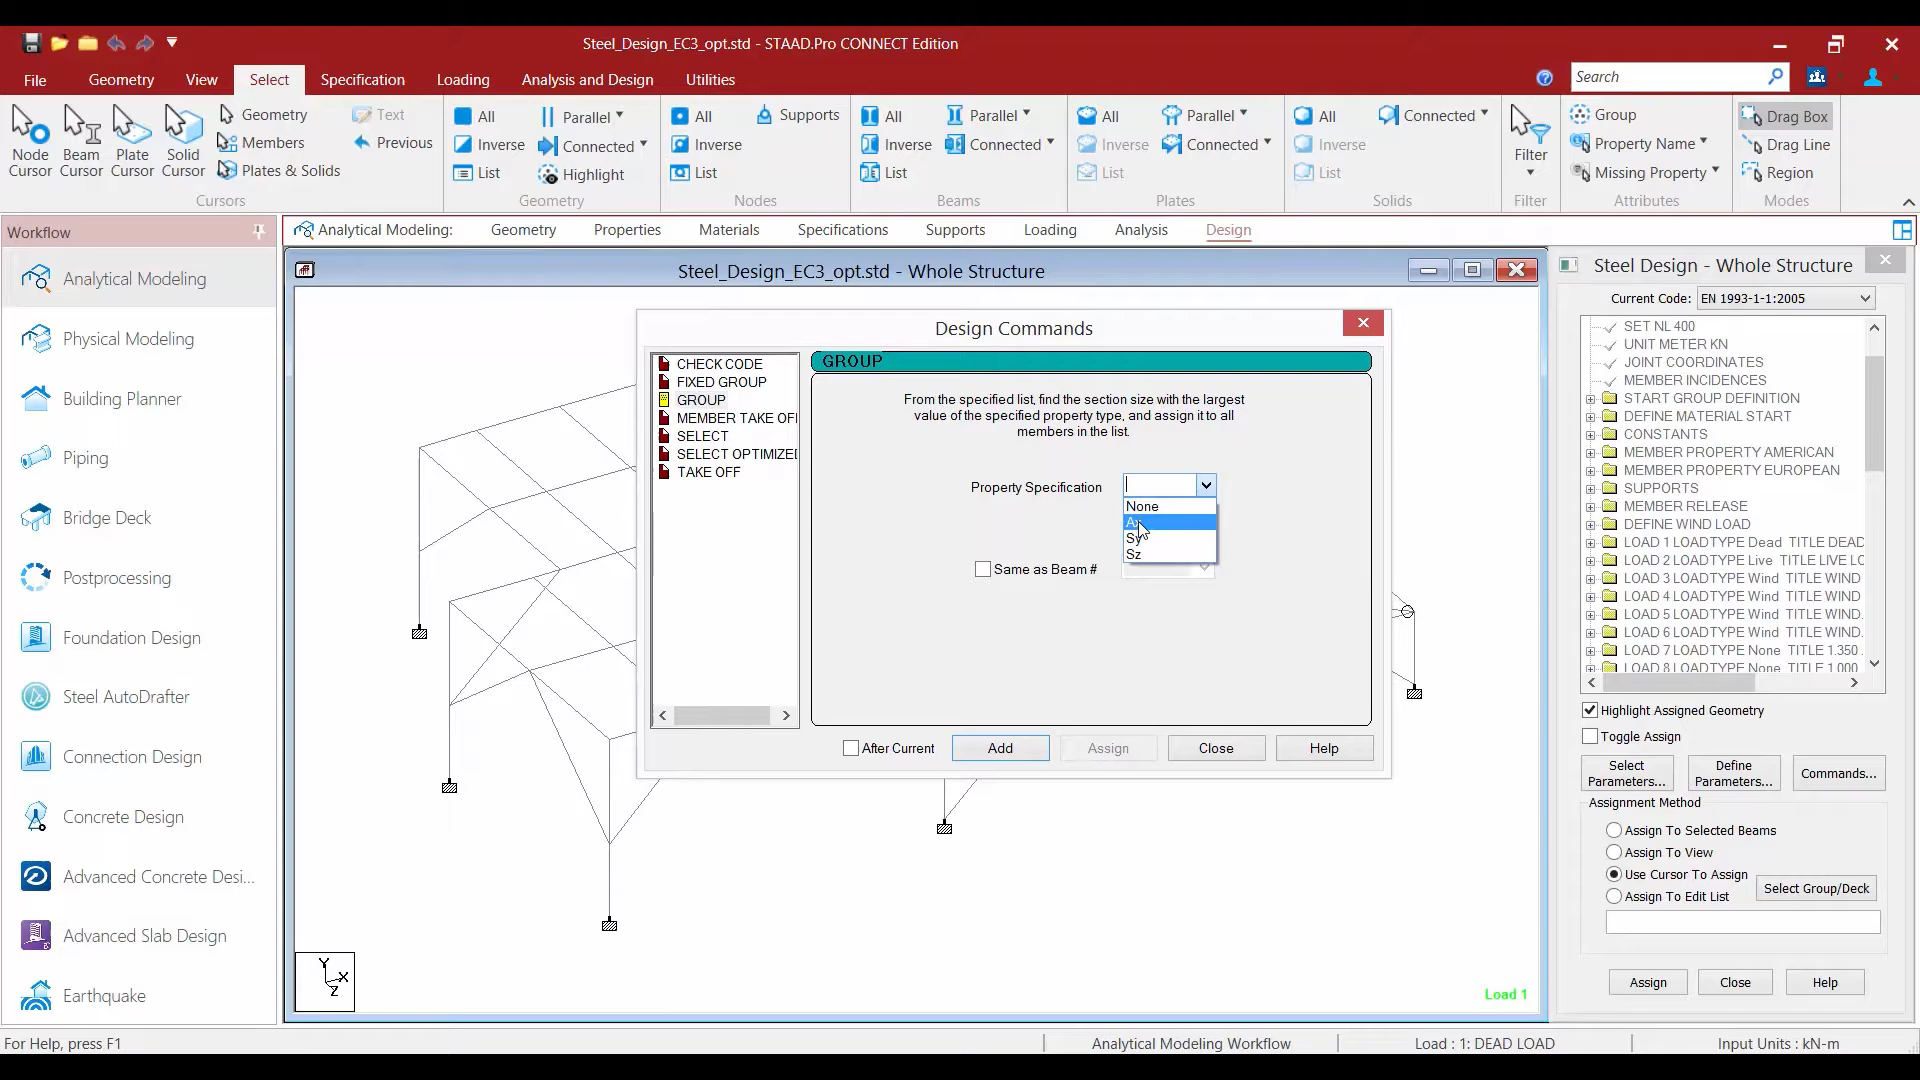 Steel_Design_EC3_opt.std - STAAD.Pro CONNECT Edition
File Geometry View Select Specification Loading Analysis and Design Utilities Search
Node Cursor
Beam Cursor
Plate Cursor
Solid Cursor
Geometry
Members
Plates & Solids
Text
Previous
Cursors
All
Inverse
List
Parallel
Connected
Highlight
Geometry
All
Inverse
List
Supports
Nodes
All
Inverse
List
Parallel
Connected
Beams
All
Inverse
List
Parallel
Connected
Plates
All
Inverse
List
Connected
Solids
Filter
Filter
Group
Property Name
Missing Property
Attributes
Drag Box
Drag Line
Region
Modes
Workflow
Analytical Modeling
Physical Modeling
Building Planner
Piping
Bridge Deck
Postprocessing
Foundation Design
Steel AutoDrafter
Connection Design
Concrete Design
Advanced Concrete Desi...
Advanced Slab Design
Earthquake
Analytical Modeling: Geometry Properties Materials Specifications Supports Loading Analysis Design
Steel_Design_EC3_opt.std - Whole Structure
Design Commands
CHECK CODE
FIXED GROUP
GROUP
MEMBER TAKE OF
SELECT
SELECT OPTIMIZE
TAKE OFF
GROUP
From the specified list, find the section size with the largest
value of the specified property type, and assign it to all
members in the list.
Property Specification
None
Sy
Sz
Same as Beam #
After Current Add Assign Close Help
Y
X
Z
Load 1
Steel Design - Whole Structure
Current Code: EN 1993-1-1:2005
SET NL 400
UNIT METER KN
JOINT COORDINATES
MEMBER INCIDENCES
START GROUP DEFINITION
DEFINE MATERIAL START
CONSTANTS
MEMBER PROPERTY AMERICAN
MEMBER PROPERTY EUROPEAN
SUPPORTS
MEMBER RELEASE
DEFINE WIND LOAD
LOAD 1 LOADTYPE Dead TITLE DEAD
LOAD 2 LOADTYPE Live TITLE LIVE LC
LOAD 3 LOADTYPE Wind TITLE WIND
LOAD 4 LOADTYPE Wind TITLE WIND
LOAD 5 LOADTYPE Wind TITLE WIND.
LOAD 6 LOADTYPE Wind TITLE WIND.
LOAD 7 LOADTYPE None TITLE 1.350 .
LOAD 8 LOADTYPE None TITLE 1.000
Highlight Assigned Geometry
Toggle Assign
Select Parameters...
Define Parameters...
Commands...
Assignment Method
Assign To Selected Beams
Assign To View
Use Cursor To Assign
Assign To Edit List
Select Group/Deck
Assign Close Help
For Help, press F1
Analytical Modeling Workflow
Load : 1: DEAD LOAD
Input Units : kN-m